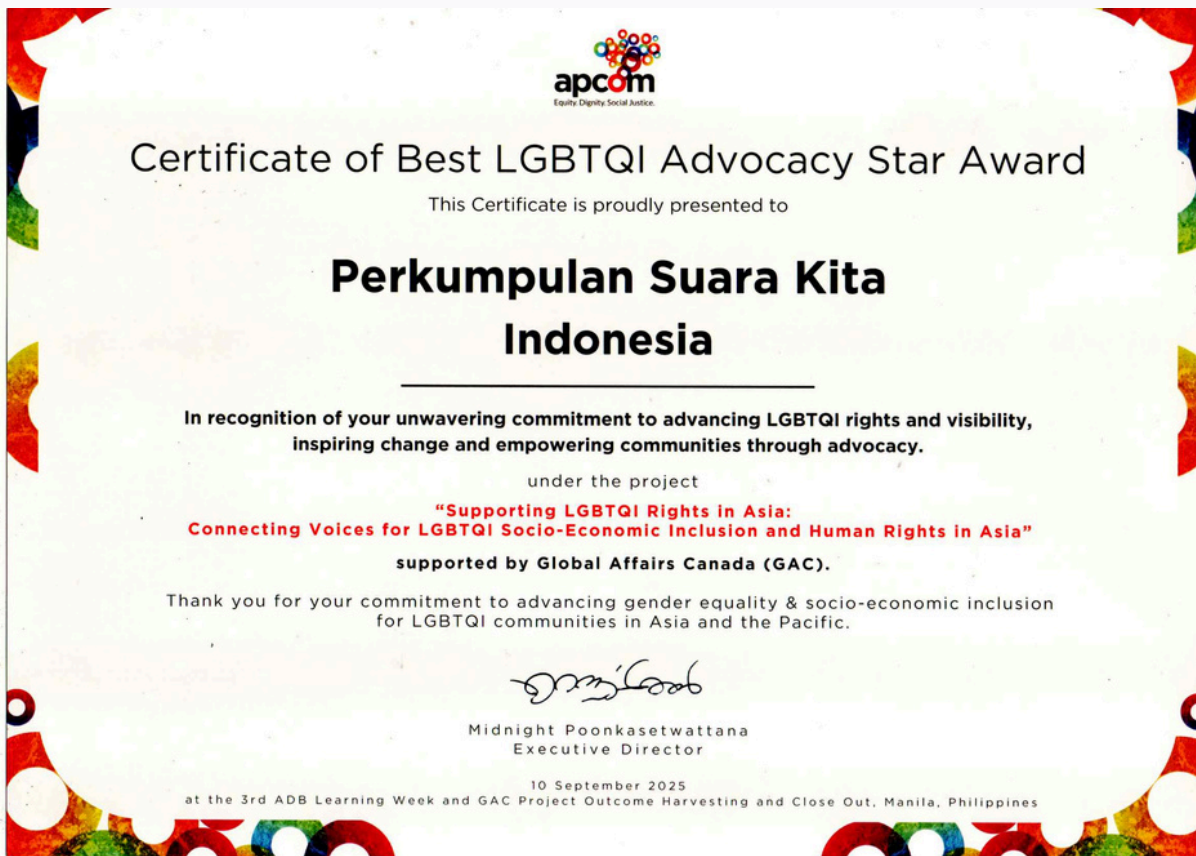 apcom
Equity. Dignity. Social Justice.
Certificate of Best LGBTQI Advocacy Star Award
This Certificate is proudly presented to
Perkumpulan Suara Kita
Indonesia
In recognition of your unwavering commitment to advancing LGBTQI rights and visibility,
inspiring change and empowering communities through advocacy.
under the project
“Supporting LGBTQI Rights in Asia:
Connecting Voices for LGBTQI Socio-Economic Inclusion and Human Rights in Asia”
supported by Global Affairs Canada (GAC).
Thank you for your commitment to advancing gender equality & socio-economic inclusion
for LGBTQI communities in Asia and the Pacific.
Midnight Poonkasetwattana
Executive Director
10 September 2025
at the 3rd ADB Learning Week and GAC Project Outcome Harvesting and Close Out, Manila, Philippines